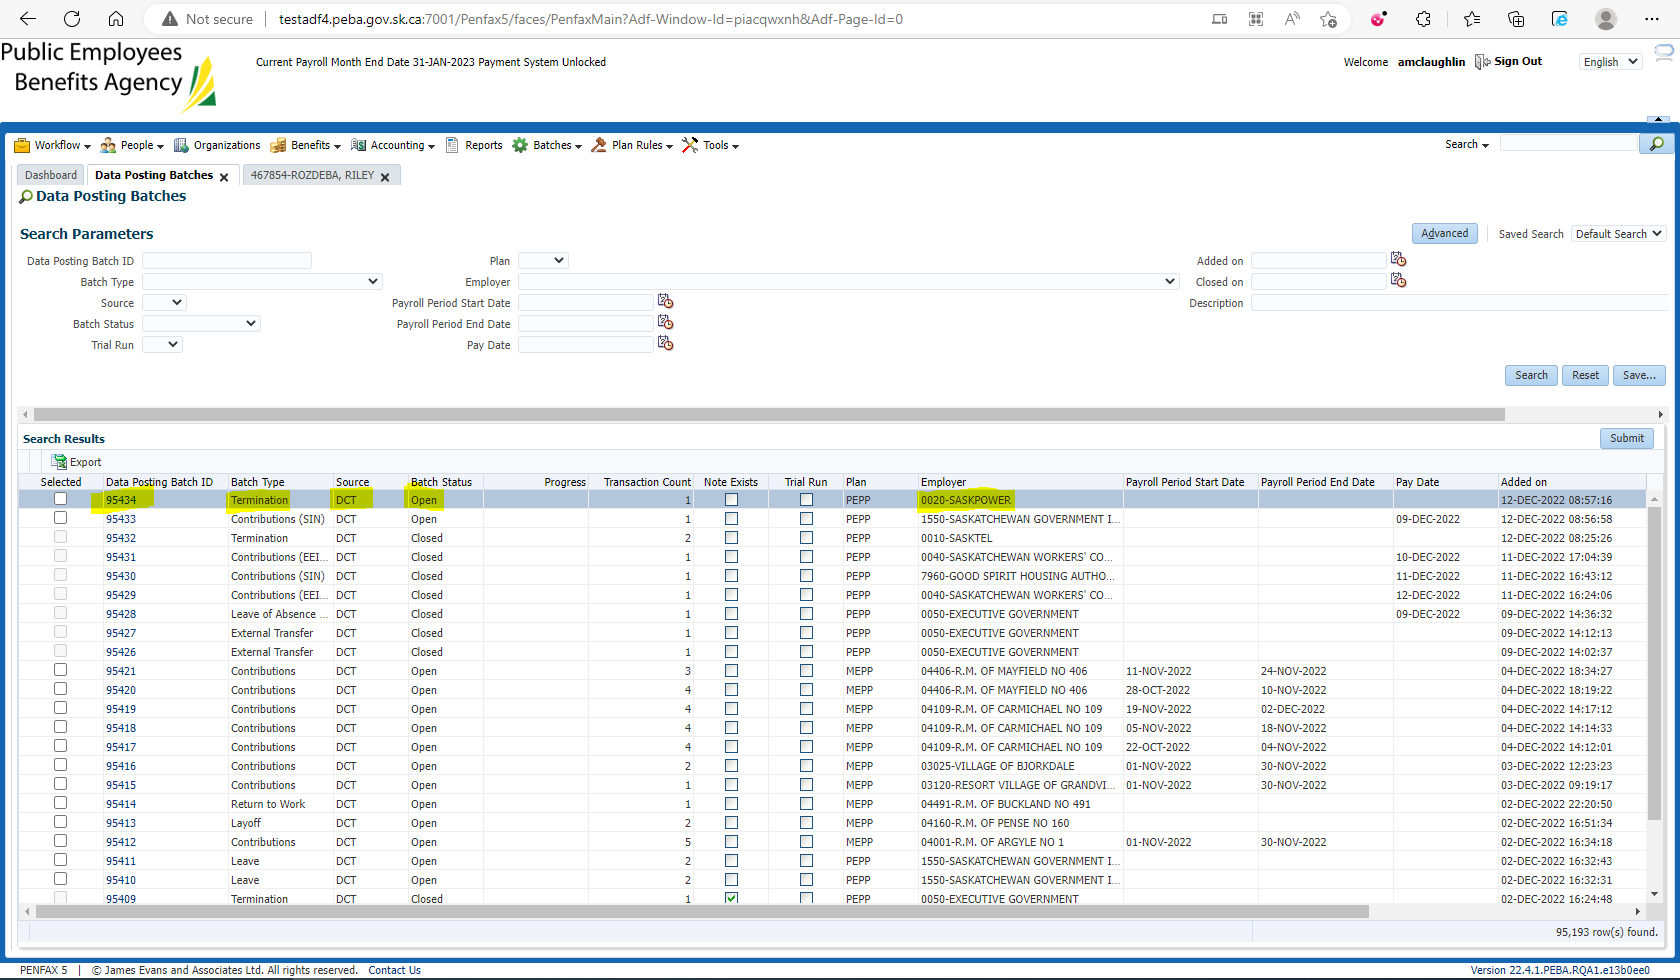 Not secure | testadf4.peba.gov.sk.ca:7001/Penfax5/faces/PenfaxMain?Adf-Window-Id=piacqwxnh&Adf-Page-Id=0
Public Employees
Benefits Agency
Current Payroll Month End Date 31-JAN-2023 Payment System Unlocked
Welcome amclaughlin Sign Out English
Workflow People Organizations Benefits Accounting Reports Batches Plan Rules Tools Search
Dashboard Data Posting Batches 467854-ROZDEBA, RILEY
Data Posting Batches
Search Parameters Advanced Saved Search Default Search
Data Posting Batch ID Plan Added on
Batch Type Employer Closed on
Source Payroll Period Start Date Description
Batch Status Payroll Period End Date
Trial Run Pay Date
Search Reset Save...
Search Results Submit
Export
Selected Data Posting Batch ID Batch Type Source Batch Status Progress Transaction Count Note Exists Trial Run Plan Employer Payroll Period Start Date Payroll Period End Date Pay Date Added on
95434 Termination DCT Open 1 PEPP 0020-SASKPOWER 12-DEC-2022 08:57:16
95433 Contributions (SIN) DCT Open 1 PEPP 1550-SASKATCHEWAN GOVERNMENT I... 09-DEC-2022 12-DEC-2022 08:56:58
95432 Termination DCT Closed 2 PEPP 0010-SASKTEL 12-DEC-2022 08:25:26
95431 Contributions (EEI... DCT Closed 1 PEPP 0040-SASKATCHEWAN WORKERS' CO... 10-DEC-2022 11-DEC-2022 17:04:39
95430 Contributions (SIN) DCT Closed 1 PEPP 7960-GOOD SPIRIT HOUSING AUTHO... 11-DEC-2022 11-DEC-2022 16:43:12
95429 Contributions (EEI... DCT Closed 1 PEPP 0040-SASKATCHEWAN WORKERS' CO... 12-DEC-2022 11-DEC-2022 16:24:06
95428 Leave of Absence ... DCT Closed 1 PEPP 0050-EXECUTIVE GOVERNMENT 09-DEC-2022 09-DEC-2022 14:36:32
95427 External Transfer DCT Closed 1 PEPP 0050-EXECUTIVE GOVERNMENT 09-DEC-2022 14:12:13
95426 External Transfer DCT Closed 1 PEPP 0050-EXECUTIVE GOVERNMENT 09-DEC-2022 14:02:37
95421 Contributions DCT Open 3 MEPP 04406-R.M. OF MAYFIELD NO 406 11-NOV-2022 24-NOV-2022 04-DEC-2022 18:34:27
95420 Contributions DCT Open 4 MEPP 04406-R.M. OF MAYFIELD NO 406 28-OCT-2022 10-NOV-2022 04-DEC-2022 18:19:22
95419 Contributions DCT Open 4 MEPP 04109-R.M. OF CARMICHAEL NO 109 19-NOV-2022 02-DEC-2022 04-DEC-2022 14:17:12
95418 Contributions DCT Open 4 MEPP 04109-R.M. OF CARMICHAEL NO 109 05-NOV-2022 18-NOV-2022 04-DEC-2022 14:14:33
95417 Contributions DCT Open 4 MEPP 04109-R.M. OF CARMICHAEL NO 109 22-OCT-2022 04-NOV-2022 04-DEC-2022 14:12:01
95416 Contributions DCT Open 2 MEPP 03025-VILLAGE OF BJORKDALE 01-NOV-2022 30-NOV-2022 03-DEC-2022 12:23:23
95415 Contributions DCT Open 1 MEPP 03120-RESORT VILLAGE OF GRANDVI... 01-NOV-2022 30-NOV-2022 03-DEC-2022 09:19:17
95414 Return to Work DCT Open 1 MEPP 04491-R.M. OF BUCKLAND NO 491 02-DEC-2022 22:20:50
95413 Layoff DCT Open 2 MEPP 04160-R.M. OF PENSE NO 160 02-DEC-2022 16:51:34
95412 Contributions DCT Open 5 MEPP 04001-R.M. OF ARGYLE NO 1 01-NOV-2022 30-NOV-2022 02-DEC-2022 16:34:18
95411 Leave DCT Open 2 PEPP 1550-SASKATCHEWAN GOVERNMENT I... 02-DEC-2022 16:32:43
95410 Leave DCT Open 2 PEPP 1550-SASKATCHEWAN GOVERNMENT I... 02-DEC-2022 16:32:31
95409 Termination DCT Closed 1 PEPP 0050-EXECUTIVE GOVERNMENT 02-DEC-2022 16:24:48
95,193 row(s) found.
PENFAX 5 | © James Evans and Associates Ltd. All rights reserved. Contact Us Version 22.4.1.PEBA.RQA1.e13b0ee0